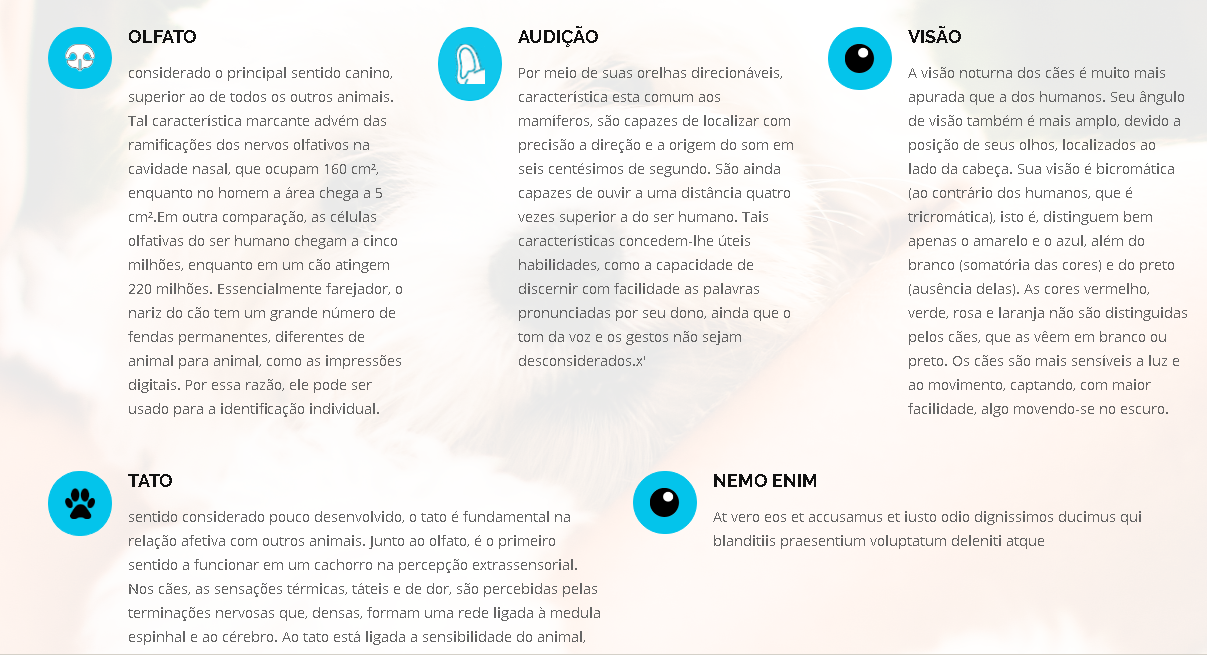 OLFATO
considerado o principal sentido canino,
superior ao de todos os outros animais.
Tal característica marcante advém das
ramificações dos nervos olfativos na
cavidade nasal, que ocupam 160 cm²,
enquanto no homem a área chega a 5
cm².Em outra comparação, as células
olfativas do ser humano chegam a cinco
milhões, enquanto em um cão atingem
220 milhões. Essencialmente farejador, o
nariz do cão tem um grande número de
fendas permanentes, diferentes de
animal para animal, como as impressões
digitais. Por essa razão, ele pode ser
usado para a identificação individual.
AUDIÇÃO
Por meio de suas orelhas direcionáveis,
característica esta comum aos
mamíferos, são capazes de localizar com
precisão a direção e a origem do som em
seis centésimos de segundo. São ainda
capazes de ouvir a uma distância quatro
vezes superior a do ser humano. Tais
características concedem-lhe úteis
habilidades, como a capacidade de
discernir com facilidade as palavras
pronunciadas por seu dono, ainda que o
tom da voz e os gestos não sejam
desconsiderados.x'
VISÃO
A visão noturna dos cães é muito mais
apurada que a dos humanos. Seu ângulo
de visão também é mais amplo, devido a
posição de seus olhos, localizados ao
lado da cabeça. Sua visão é bicromática
(ao contrário dos humanos, que é
tricromática), isto é, distinguem bem
apenas o amarelo e o azul, além do
branco (somatória das cores) e do preto
(ausência delas). As cores vermelho,
verde, rosa e laranja não são distinguidas
pelos cães, que as vêem em branco ou
preto. Os cães são mais sensíveis a luz e
ao movimento, captando, com maior
facilidade, algo movendo-se no escuro.
TATO
sentido considerado pouco desenvolvido, o tato é fundamental na
relação afetiva com outros animais. Junto ao olfato, é o primeiro
sentido a funcionar em um cachorro na percepção extrassensorial.
Nos cães, as sensações térmicas, táteis e de dor, são percebidas pelas
terminações nervosas que, densas, formam uma rede ligada à medula
espinhal e ao cérebro. Ao tato está ligada a sensibilidade do animal,
NEMO ENIM
At vero eos et accusamus et iusto odio dignissimos ducimus qui
blanditiis praesentium voluptatum deleniti atque